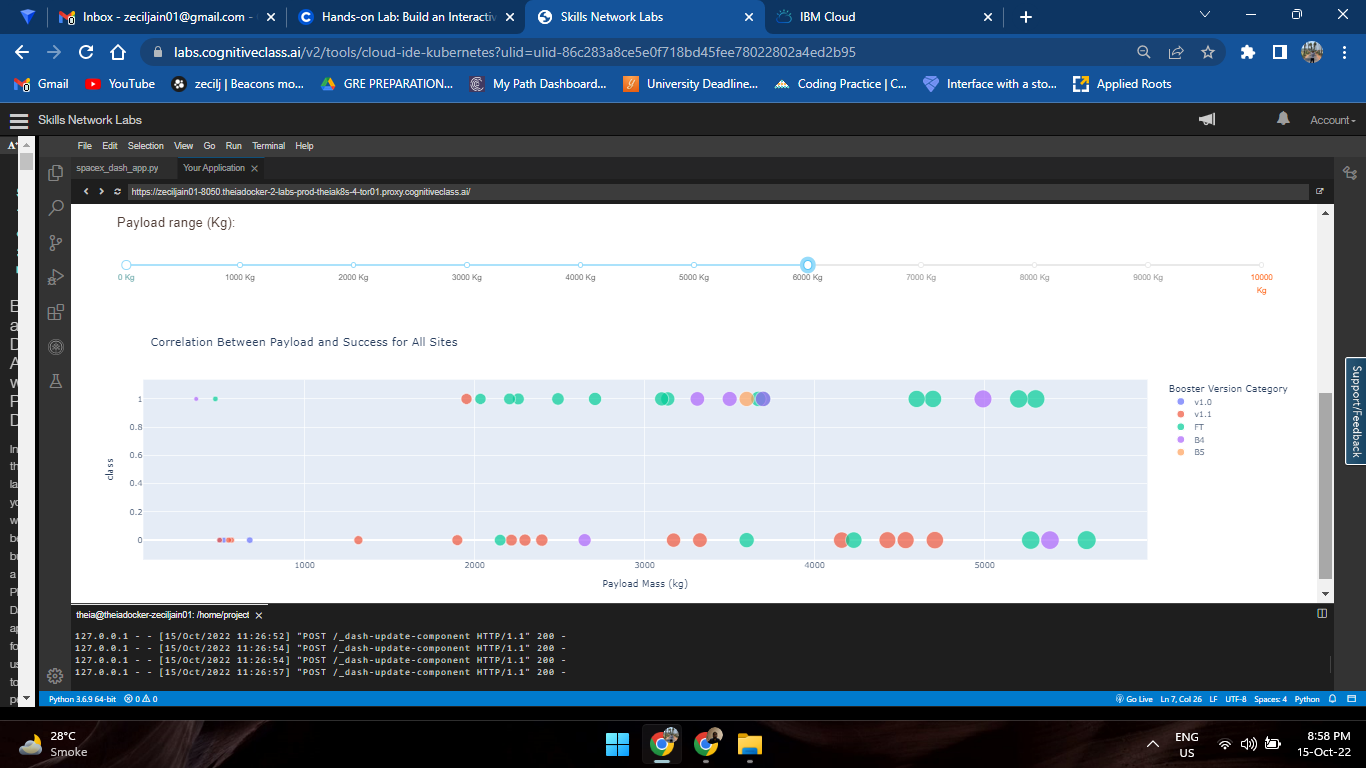 Inbox - zeciljain01@gmail.com -
Hands-on Lab: Build an Interactiv
Skills Network Labs
IBM Cloud
labs.cognitiveclass.ai/v2/tools/cloud-ide-kubernetes?ulid=ulid-86c283a8ce5e0f718bd45fee78022802a4ed2b95
Gmail
YouTube
zecilj | Beacons mo...
GRE PREPARATION...
My Path Dashboard...
University Deadline...
Coding Practice | C...
Interface with a sto...
Applied Roots
Skills Network Labs
Account
File Edit Selection View Go Run Terminal Help
spacex_dash_app.py
Your Application
https://zeciljain01-8050.theiadocker-2-labs-prod-theiak8s-4-tor01.proxy.cognitiveclass.ai/
Payload range (Kg):
0 Kg 1000 Kg 2000 Kg 3000 Kg 4000 Kg 5000 Kg 6000 Kg 7000 Kg 8000 Kg 9000 Kg 10000
Kg
Correlation Between Payload and Success for All Sites
1
0.8
0.6
0.4
0.2
0
class
1000 2000 3000 4000 5000
Payload Mass (kg)
Booster Version Category
v1.0
v1.1
FT
B4
B5
Support/Feedback
theia@theiadocker-zeciljain01: /home/project
127.0.0.1 - - [15/Oct/2022 11:26:52] "POST /_dash-update-component HTTP/1.1" 200 -
127.0.0.1 - - [15/Oct/2022 11:26:54] "POST /_dash-update-component HTTP/1.1" 200 -
127.0.0.1 - - [15/Oct/2022 11:26:54] "POST /_dash-update-component HTTP/1.1" 200 -
127.0.0.1 - - [15/Oct/2022 11:26:57] "POST /_dash-update-component HTTP/1.1" 200 -
Python 3.6.9 64-bit 0 0
Go Live Ln 7, Col 26 LF UTF-8 Spaces: 4 Python
28°C
Smoke
ENG
US
8:58 PM
15-Oct-22